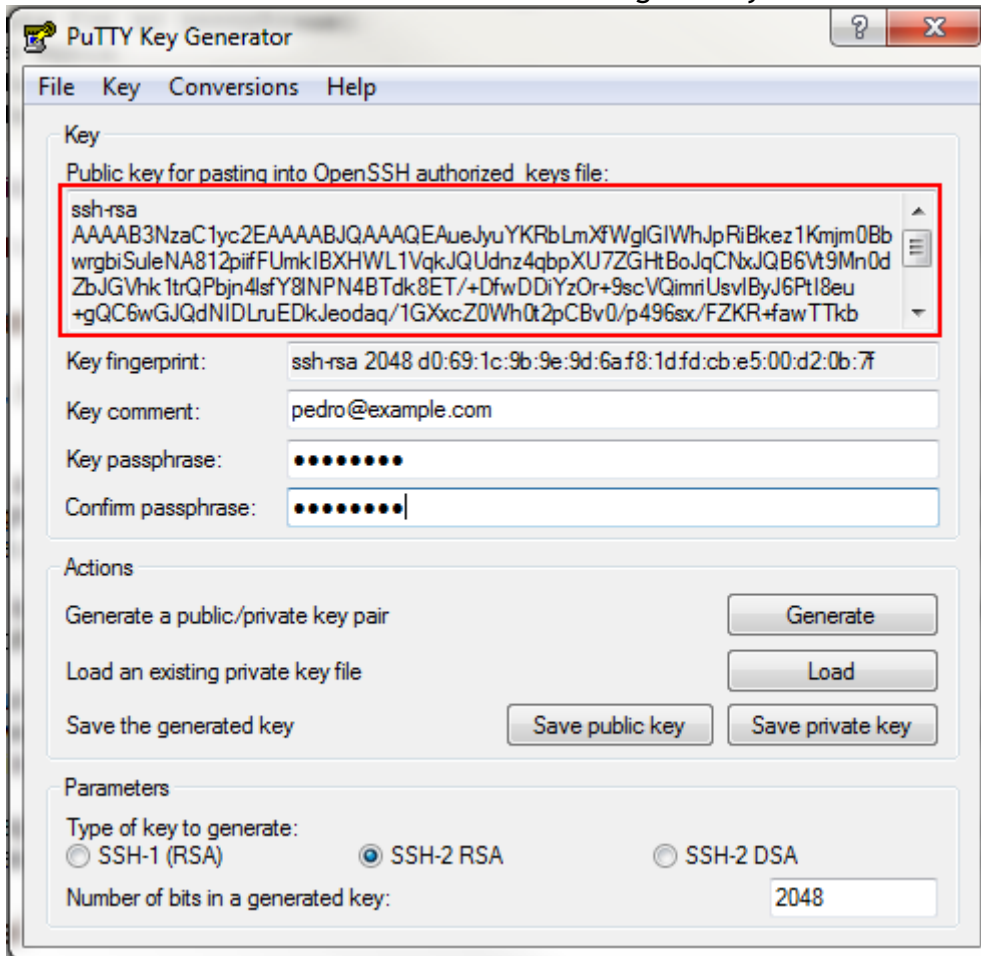 PuTTY Key Generator
File Key Conversions Help
Key
Public key for pasting into OpenSSH authorized_keys file:
ssh-rsa
AAAAB3NzaC1yc2EAAAABJQAAAQEAueJyuYKRbLmXfWglGIWhJpRiBkez1Kmjm0Bb
wrgbiSuleNA812piifFUmkIBXHWL1VqkJQUdnz4qbpXU7ZGHtBoJqCNxJQB6Vt9Mn0d
ZbJGVhk1trQPbjn4lsfY8INPN4BTdk8ET/+DfwDDiYzOr+9scVQimriUsvIByJ6PtI8eu
+gQC6wGJQdNIDLruEDkJeodaq/1GXxcZ0Wh0t2pCBv0/p496sx/FZKR+fawTTkb
Key fingerprint: ssh-rsa 2048 d0:69:1c:9b:9e:9d:6a:f8:1d:fd:cb:e5:00:d2:0b:7f
Key comment: pedro@example.com
Key passphrase: ●●●●●●●●
Confirm passphrase: ●●●●●●●●
Actions
Generate a public/private key pair Generate
Load an existing private key file Load
Save the generated key Save public key Save private key
Parameters
Type of key to generate:
SSH-1 (RSA) SSH-2 RSA SSH-2 DSA
Number of bits in a generated key: 2048